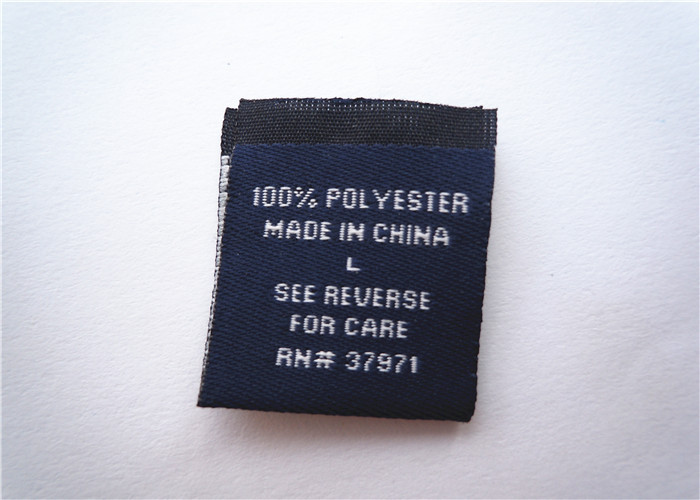 100% POLYESTER
MADE IN CHINA
L
SEE REVERSE
FOR CARE
RN# 37971